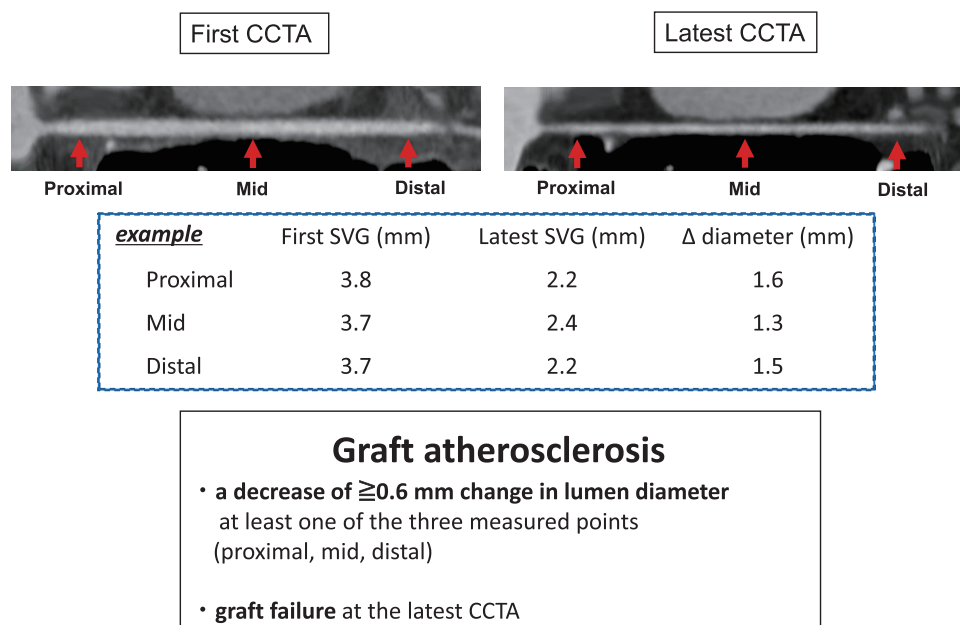 First CCTA
Latest CCTA
Proximal Mid Distal
Proximal Mid Distal
example First SVG (mm) Latest SVG (mm) Δ diameter (mm)
Proximal 3.8 2.2 1.6
Mid 3.7 2.4 1.3
Distal 3.7 2.2 1.5
Graft atherosclerosis
・a decrease of ≧0.6 mm change in lumen diameter
at least one of the three measured points
(proximal, mid, distal)
・graft failure at the latest CCTA